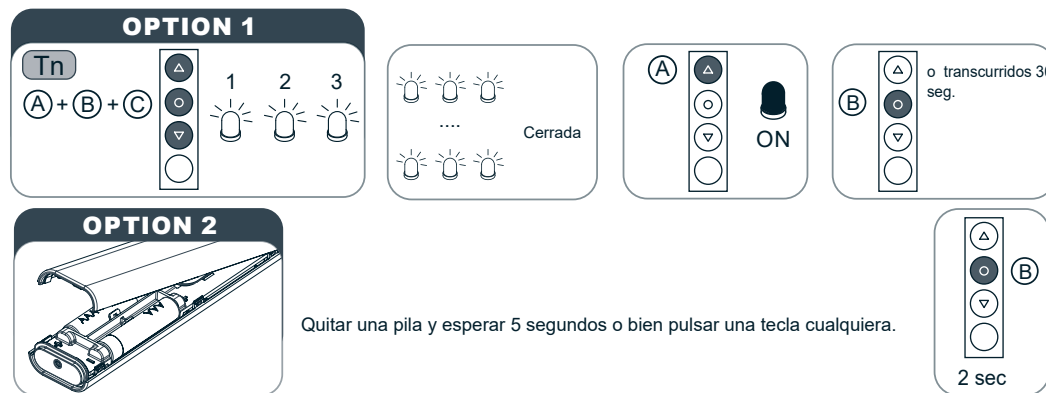 OPTION 1
Tn
A + B + C
1 2 3
....
Cerrada
A
ON
B
o transcurridos
seg.
OPTION 2
Quitar una pila y esperar 5 segundos o bien pulsar una tecla cualquiera.
B
2 sec